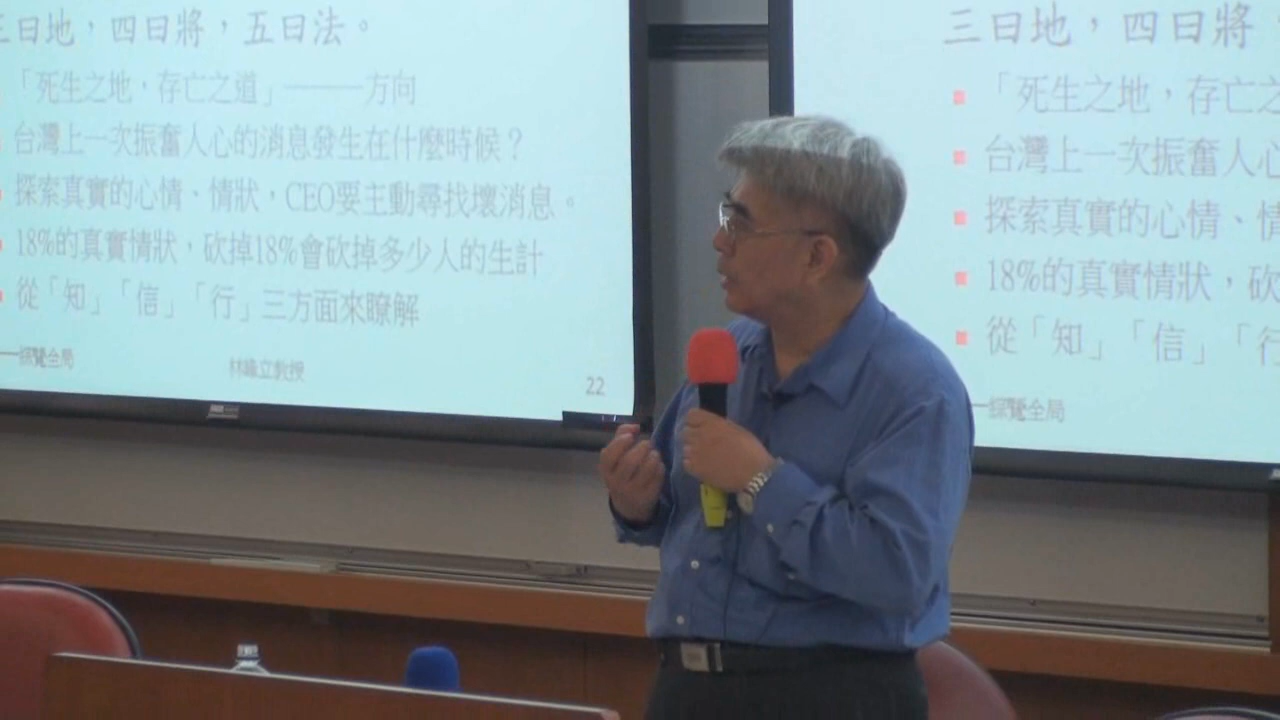 三曰地，四曰將，五曰法。
「死生之地，存亡之道」——方向
台灣上一次振奮人心的消息發生在什麼時候？
探索真實的心情、情狀，CEO要主動尋找壞消息。
18%的真實情狀，砍掉18%會砍掉多少人的生計
從「知」「信」「行」三方面來瞭解
22
三曰地，四曰將，
「死生之地，存亡之
台灣上一次振奮人心
探索真實的心情、情
18%的真實情狀，砍
從「知」「信」「行